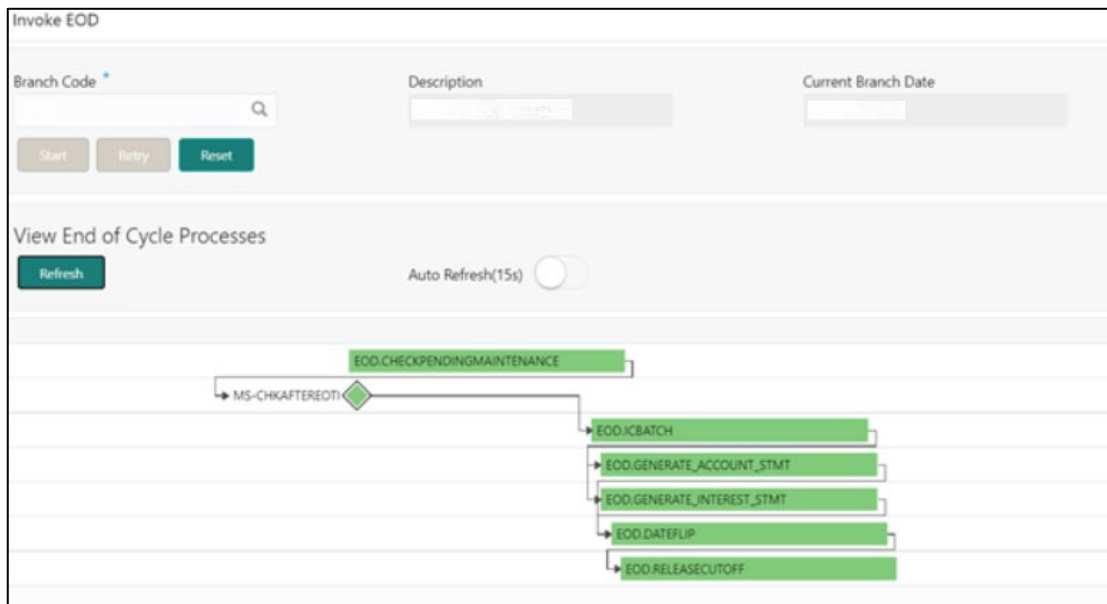 Invoke EOD
Branch Code *
Description
Current Branch Date
Start
Retry
Reset
View End of Cycle Processes
Refresh
Auto Refresh(15s)
EOD.CHECKPENDINGMAINTENANCE
MS-CHKAFTEREOTI
EOD.ICBATCH
EOD.GENERATE_ACCOUNT_STMT
EOD.GENERATE_INTEREST_STMT
EOD.DATEFLIP
EOD.RELEASECUTOFF